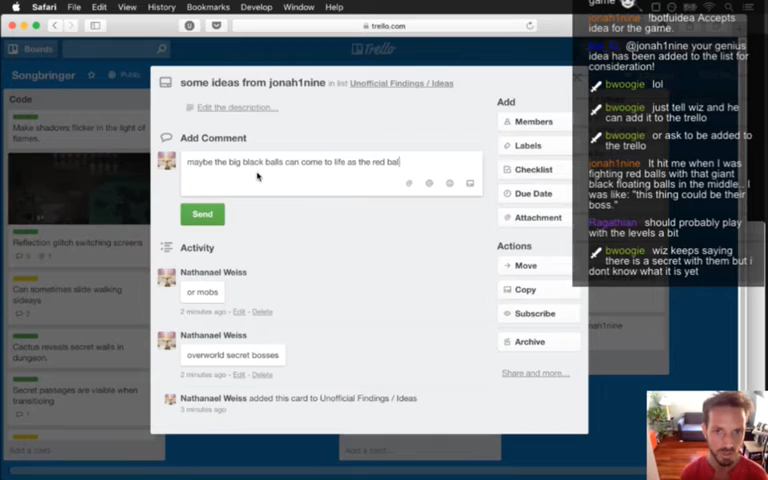 Safari File Edit View History Bookmarks Develop Window Help
trello.com
Boards
Trello
Songbringer Public
Code
Make shadows flicker in the light of
flames.
Reflection glitch switching screens
Can sometimes slide walking
sideays
Cactus reveals secret walls in
dungeon.
Secret passages are visible when
transitioning
Add a card...
some ideas from jonah1nine in list Unofficial Findings / Ideas
Edit the description...
Add Comment
maybe the big black balls can come to life as the red bal
Send
Activity
Nathanael Weiss
or mobs
2 minutes ago - Edit - Delete
Nathanael Weiss
overworld secret bosses
2 minutes ago - Edit - Delete
Nathanael Weiss added this card to Unofficial Findings / Ideas
3 minutes ago
Add
Members
Labels
Checklist
Due Date
Attachment
Actions
Move
Copy
Subscribe
Archive
Share and more...
Add a card...
game
jonah1nine !botfuidea Accepts
idea for the game.
@jonah1nine your genius
idea has been added to the list for
consideration!
bwoogie lol
bwoogie just tell wiz and he
can add it to the trello
bwoogie or ask to be added
to the trello
jonah1nine It hit me when I was
fighting red balls with that giant
black floating balls in the middle.. I
was like: "this thing could be their
boss."
Ragathian should probably play
with the levels a bit
bwoogie wiz keeps saying
there is a secret with them but i
dont know what it is yet